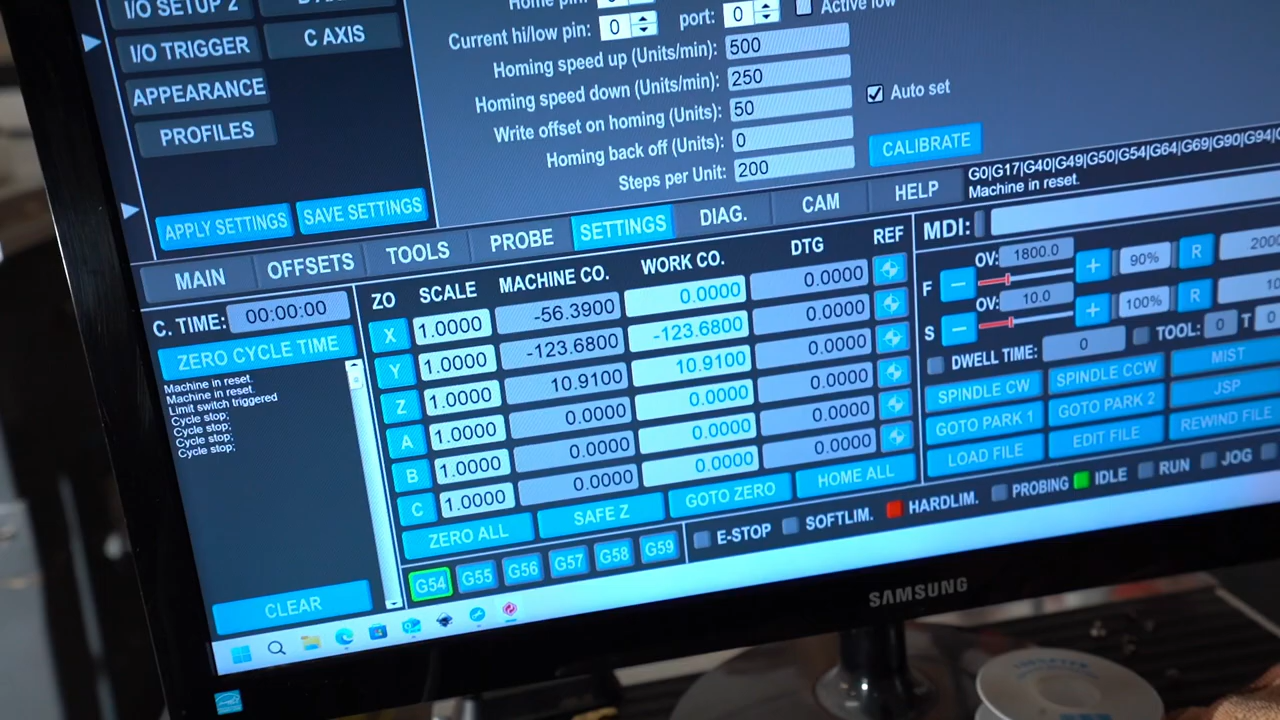 I/O SETUP 2
I/O TRIGGER
C AXIS
APPEARANCE
PROFILES
APPLY SETTINGS
SAVE SETTINGS
Home pin:
Current hi/low pin: 0 port: 0 Active low
Homing speed up (Units/min): 500
Homing speed down (Units/min): 250
Write offset on homing (Units): 50 Auto set
Homing back off (Units): 0
Steps per Unit: 200
CALIBRATE
G0|G17|G40|G49|G50|G54|G64|G69|G90|G94|
Machine in reset.
MAIN OFFSETS TOOLS PROBE SETTINGS DIAG. CAM HELP
C. TIME: 00:00:00
ZERO CYCLE TIME
Machine in reset.
Machine in reset.
Limit switch triggered
Cycle stop;
Cycle stop;
Cycle stop;
Cycle stop;
CLEAR
ZO SCALE MACHINE CO. WORK CO. DTG REF
X 1.0000 -56.3900 0.0000 0.0000
Y 1.0000 -123.6800 -123.6800 0.0000
Z 1.0000 10.9100 10.9100 0.0000
A 1.0000 0.0000 0.0000 0.0000
B 1.0000 0.0000 0.0000 0.0000
C 1.0000 0.0000 0.0000 0.0000
ZERO ALL SAFE Z GOTO ZERO HOME ALL
G54 G55 G56 G57 G58 G59
E-STOP SOFTLIM. HARDLIM. PROBING IDLE RUN JOG
MDI:
OV: 1800.0
F − + 90% R 2000
OV: 10.0
S − + 100% R 10
DWELL TIME: 0 TOOL: 0 T 0
SPINDLE CW SPINDLE CCW MIST
GOTO PARK 1 GOTO PARK 2 JSP
LOAD FILE EDIT FILE REWIND FILE
SAMSUNG